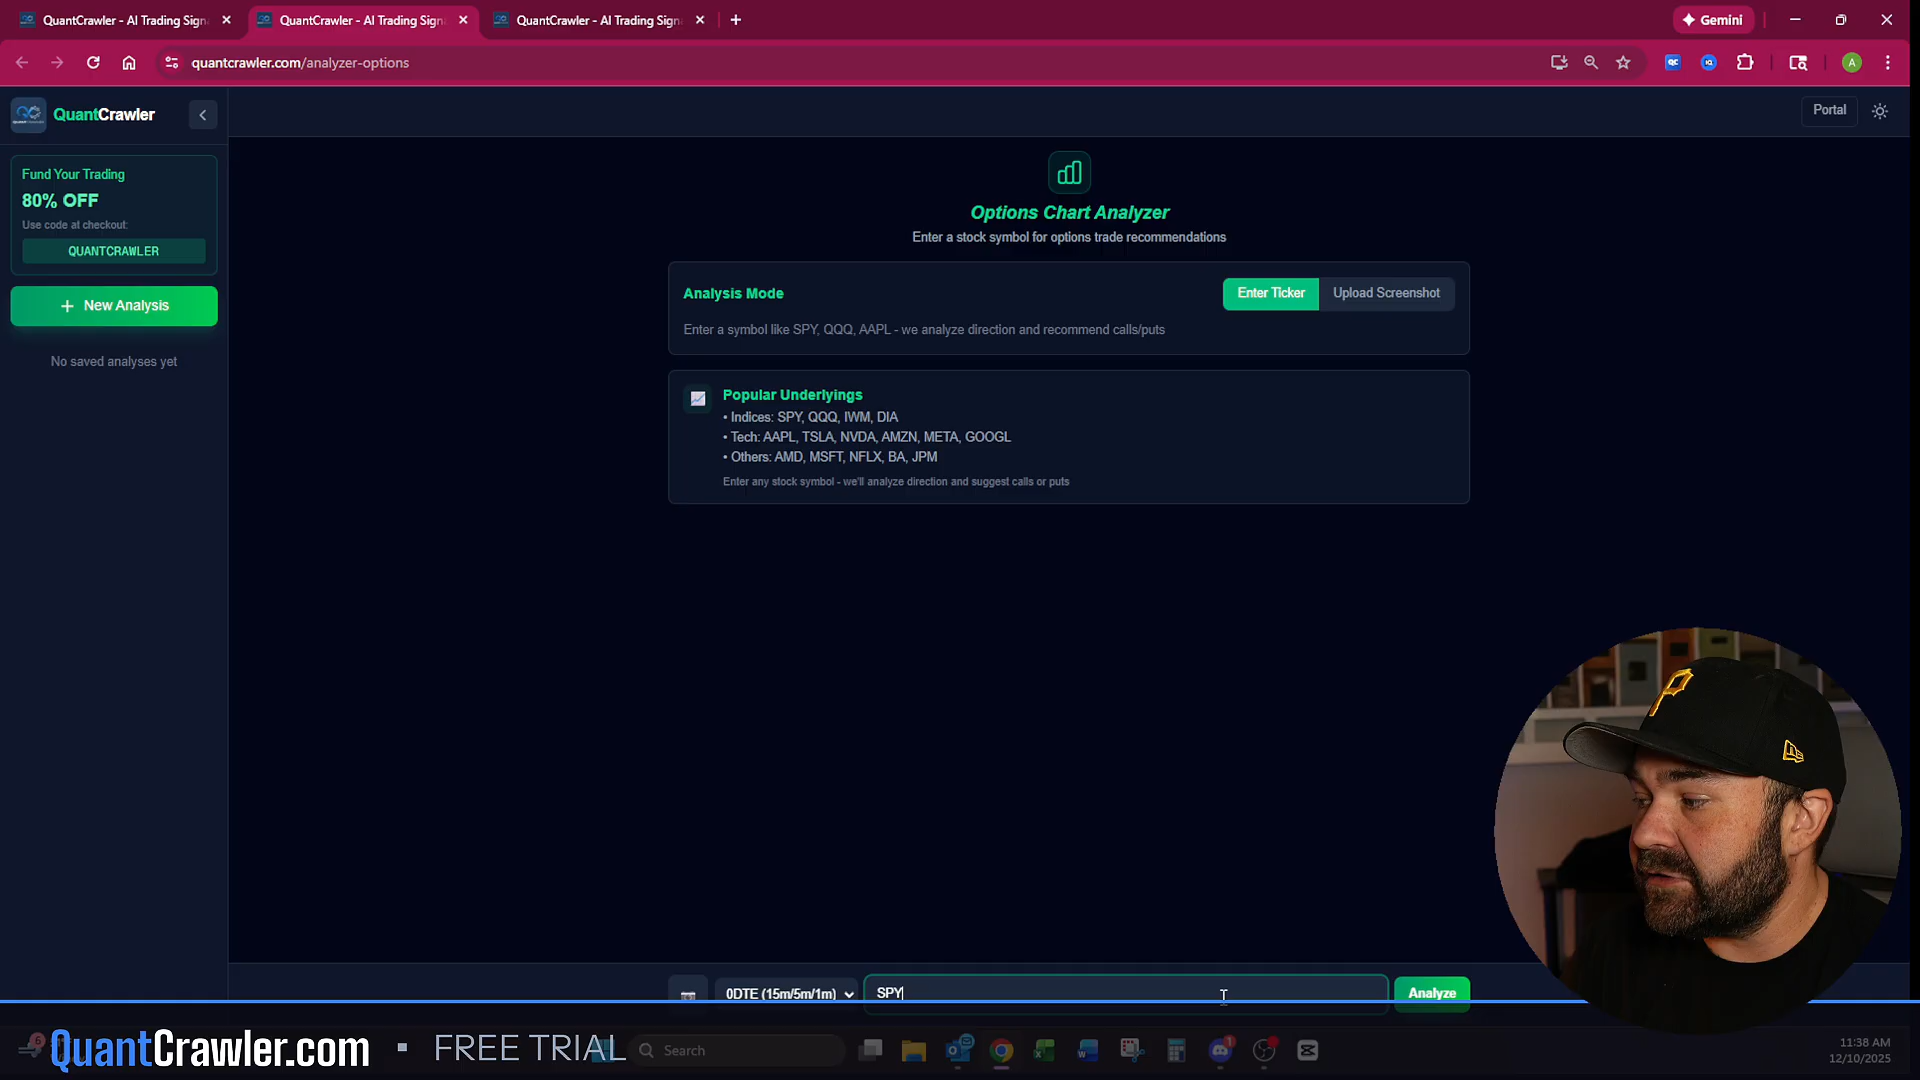 QuantCrawler - AI Trading Sign
QuantCrawler - AI Trading Sign
QuantCrawler - AI Trading Sign
Gemini
quantcrawler.com/analyzer-options
QuantCrawler
Portal
Fund Your Trading
80% OFF
Use code at checkout:
QUANTCRAWLER
+ New Analysis
No saved analyses yet
Options Chart Analyzer
Enter a stock symbol for options trade recommendations
Analysis Mode
Enter Ticker
Upload Screenshot
Enter a symbol like SPY, QQQ, AAPL - we analyze direction and recommend calls/puts
Popular Underlyings
• Indices: SPY, QQQ, IWM, DIA
• Tech: AAPL, TSLA, NVDA, AMZN, META, GOOGL
• Others: AMD, MSFT, NFLX, BA, JPM
Enter any stock symbol - we'll analyze direction and suggest calls or puts
0DTE (15m/5m/1m)
SPY
Analyze
QuantCrawler.com ▪ FREE TRIAL
Search
11:38 AM
12/10/2025